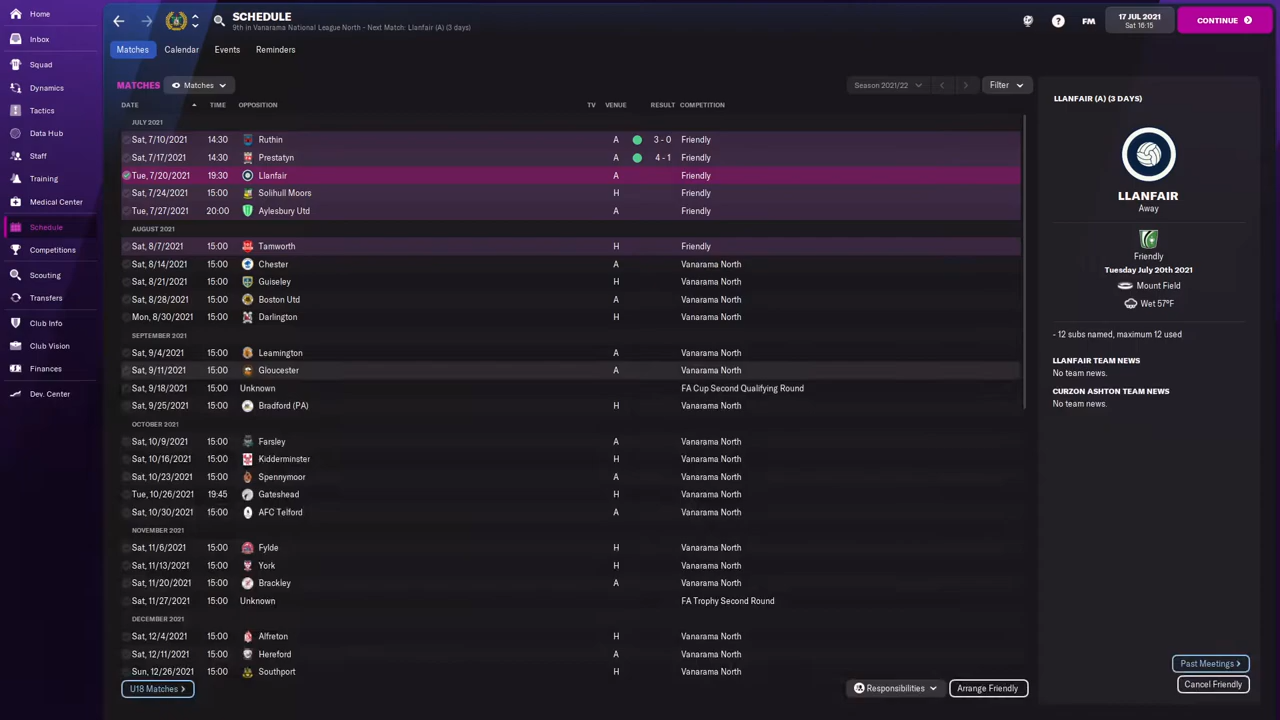 Home
Inbox
Squad
Dynamics
Tactics
Data Hub
Staff
Training
Medical Center
Schedule
Competitions
Scouting
Transfers
Club Info
Club Vision
Finances
Dev. Center
SCHEDULE
9th in Vanarama National League North - Next Match: Llanfair (A) (3 days)
? FM 17 JUL 2021 Sat 16:15 CONTINUE
Matches Calendar Events Reminders
MATCHES Matches Season 2021/22 Filter
DATE TIME OPPOSITION TV VENUE RESULT COMPETITION
JULY 2021
Sat, 7/10/2021 14:30 Ruthin A 3 - 0 Friendly
Sat, 7/17/2021 14:30 Prestatyn A 4 - 1 Friendly
Tue, 7/20/2021 19:30 Llanfair A Friendly
Sat, 7/24/2021 15:00 Solihull Moors H Friendly
Tue, 7/27/2021 20:00 Aylesbury Utd A Friendly
AUGUST 2021
Sat, 8/7/2021 15:00 Tamworth H Friendly
Sat, 8/14/2021 15:00 Chester A Vanarama North
Sat, 8/21/2021 15:00 Guiseley H Vanarama North
Sat, 8/28/2021 15:00 Boston Utd A Vanarama North
Mon, 8/30/2021 15:00 Darlington H Vanarama North
SEPTEMBER 2021
Sat, 9/4/2021 15:00 Leamington A Vanarama North
Sat, 9/11/2021 15:00 Gloucester A Vanarama North
Sat, 9/18/2021 15:00 Unknown FA Cup Second Qualifying Round
Sat, 9/25/2021 15:00 Bradford (PA) H Vanarama North
OCTOBER 2021
Sat, 10/9/2021 15:00 Farsley A Vanarama North
Sat, 10/16/2021 15:00 Kidderminster H Vanarama North
Sat, 10/23/2021 15:00 Spennymoor A Vanarama North
Tue, 10/26/2021 19:45 Gateshead H Vanarama North
Sat, 10/30/2021 15:00 AFC Telford A Vanarama North
NOVEMBER 2021
Sat, 11/6/2021 15:00 Fylde H Vanarama North
Sat, 11/13/2021 15:00 York H Vanarama North
Sat, 11/20/2021 15:00 Brackley A Vanarama North
Sat, 11/27/2021 15:00 Unknown FA Trophy Second Round
DECEMBER 2021
Sat, 12/4/2021 15:00 Alfreton H Vanarama North
Sat, 12/11/2021 15:00 Hereford A Vanarama North
Sun, 12/26/2021 15:00 Southport H Vanarama North
U18 Matches > Responsibilities Arrange Friendly
LLANFAIR (A) (3 DAYS)
LLANFAIR
Away
Friendly
Tuesday July 20th 2021
Mount Field
Wet 57°F
- 12 subs named, maximum 12 used
LLANFAIR TEAM NEWS
No team news.
CURZON ASHTON TEAM NEWS
No team news.
Past Meetings >
Cancel Friendly